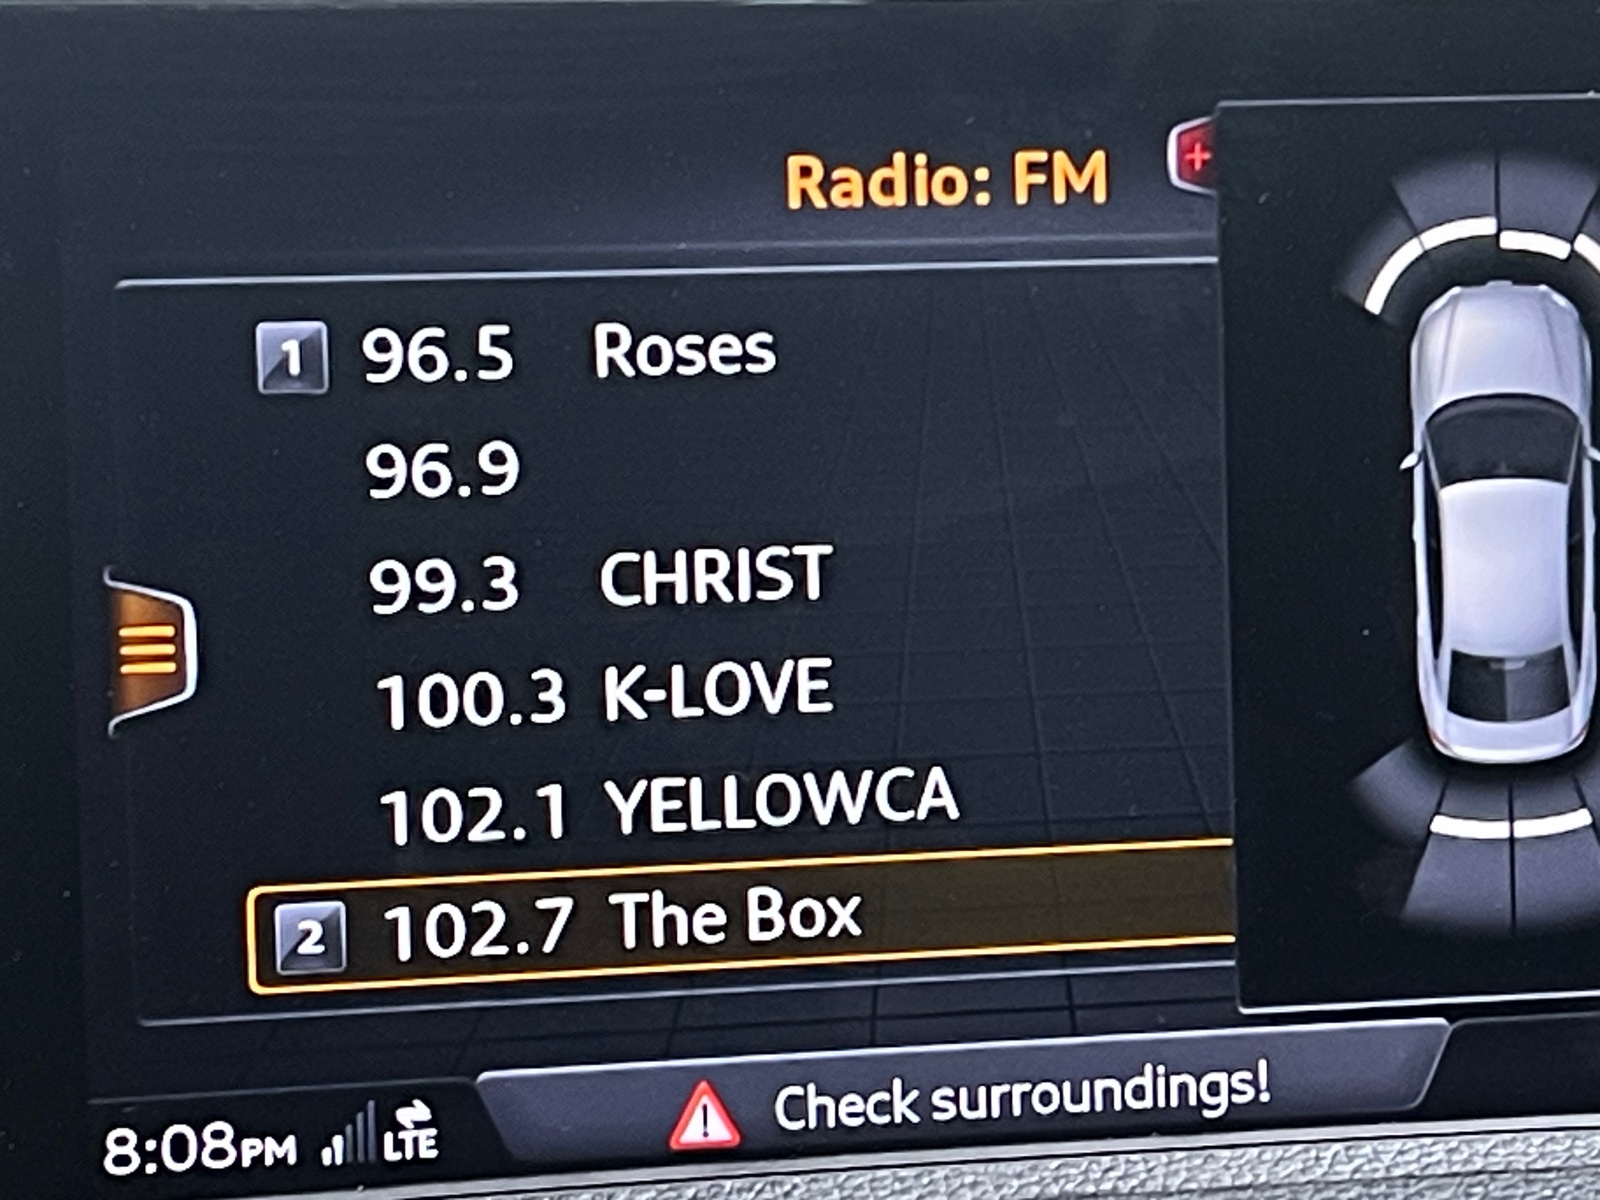 Radio: FM
1 96.5 Roses
96.9
99.3 CHRIST
100.3 K-LOVE
102.1 YELLOWCA
2 102.7 The Box
8:08PM LTE Check surroundings!